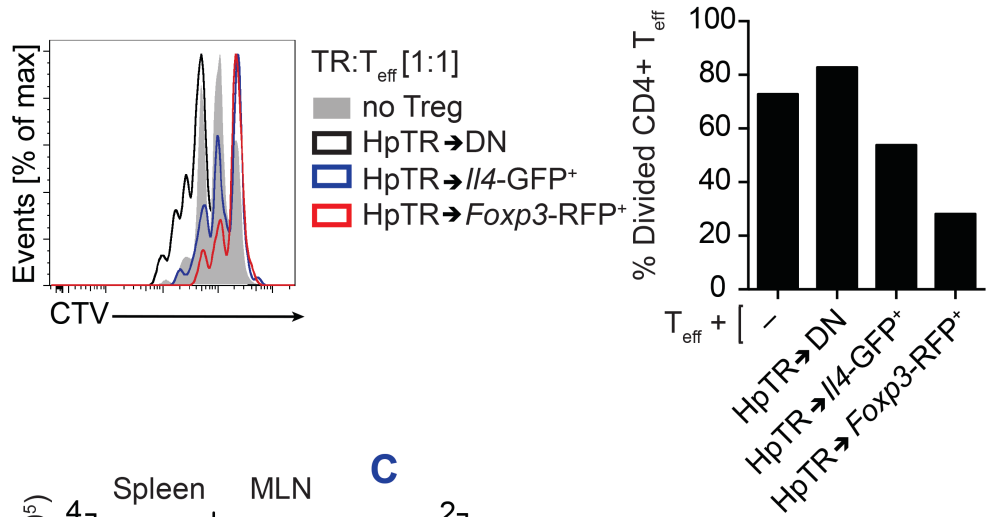 Events [% of max]
CTV
TR:Teff [1:1]
no Treg
HpTR➔DN
HpTR➔Il4-GFP+
HpTR➔Foxp3-RFP+
% Divided CD4+ Teff
100
80
60
40
20
0
Teff + [
–
HpTR➔DN
HpTR➔Il4-GFP+
HpTR➔Foxp3-RFP+
C
Spleen MLN
4
2